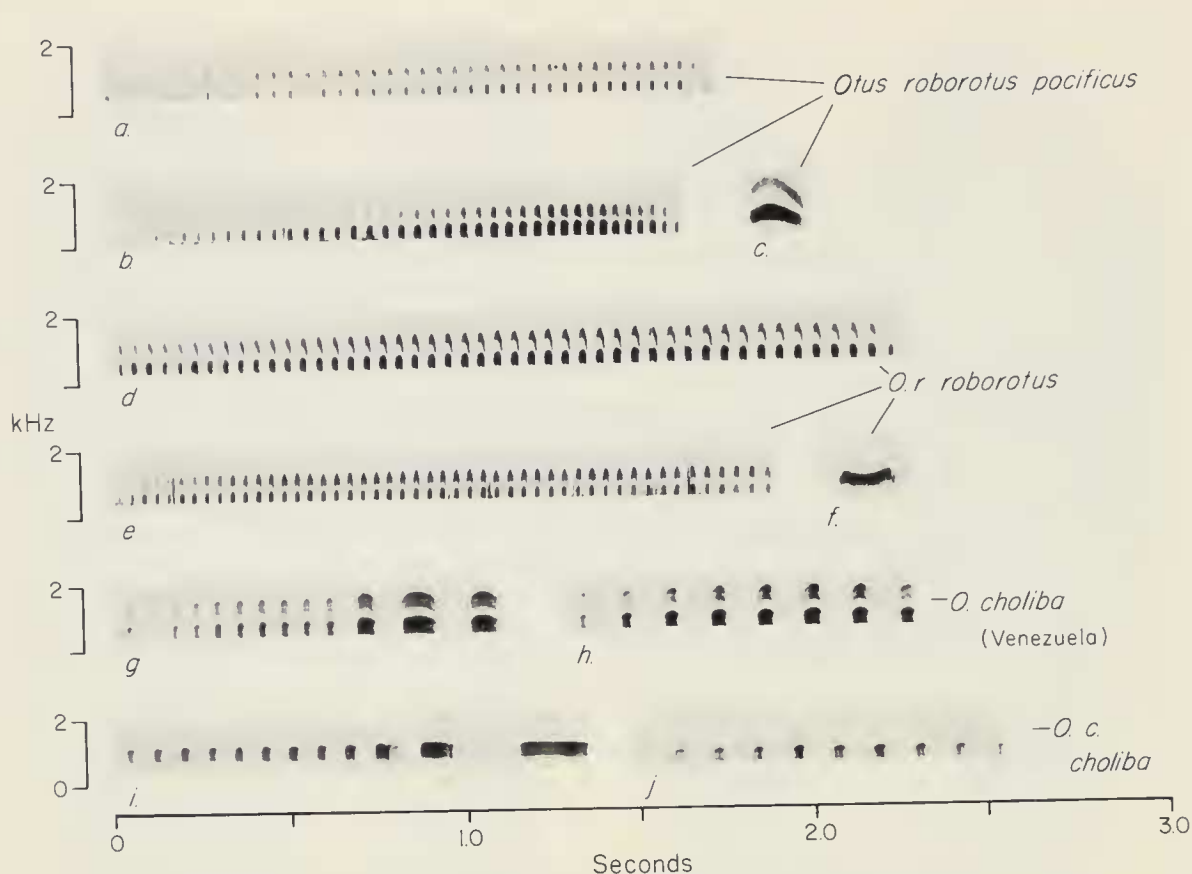 2
a.
Otus roborotus pocificus
2
b.
c.
2
d
O. r roborotus
kHz
2
e
f.
2
g
h.
O. choliba
(Venezuela)
2
0
i.
j
O. c.
choliba
0 1.0 2.0 3.0
Seconds